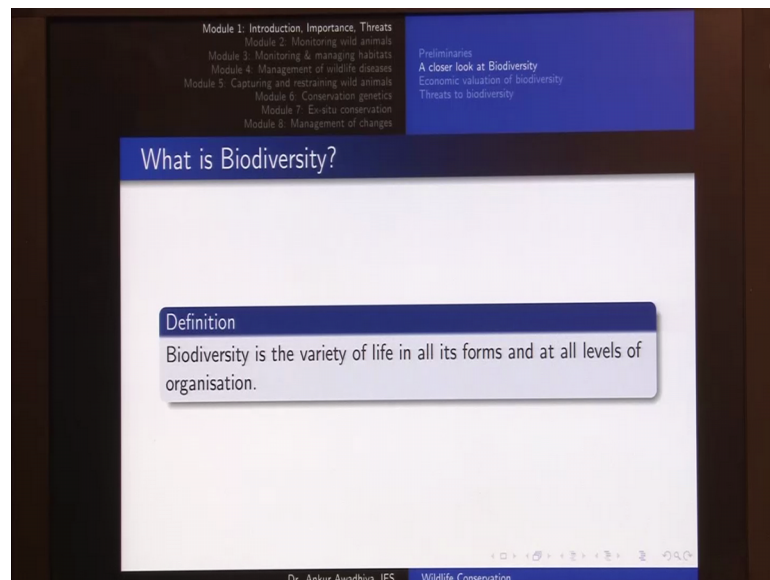 Module 1: Introduction, Importance, Threats
Module 2: Monitoring wild animals
Module 3: Monitoring & managing habitats
Module 4: Management of wildlife diseases
Module 5: Capturing and restraining wild animals
Module 6: Conservation genetics
Module 7: Ex-situ conservation
Module 8: Management of changes
Preliminaries
A closer look at Biodiversity
Economic valuation of biodiversity
Threats to biodiversity
What is Biodiversity?
Definition
Biodiversity is the variety of life in all its forms and at all levels of
organisation.
Dr. Ankur Awadhiya, IFS
Wildlife Conservation